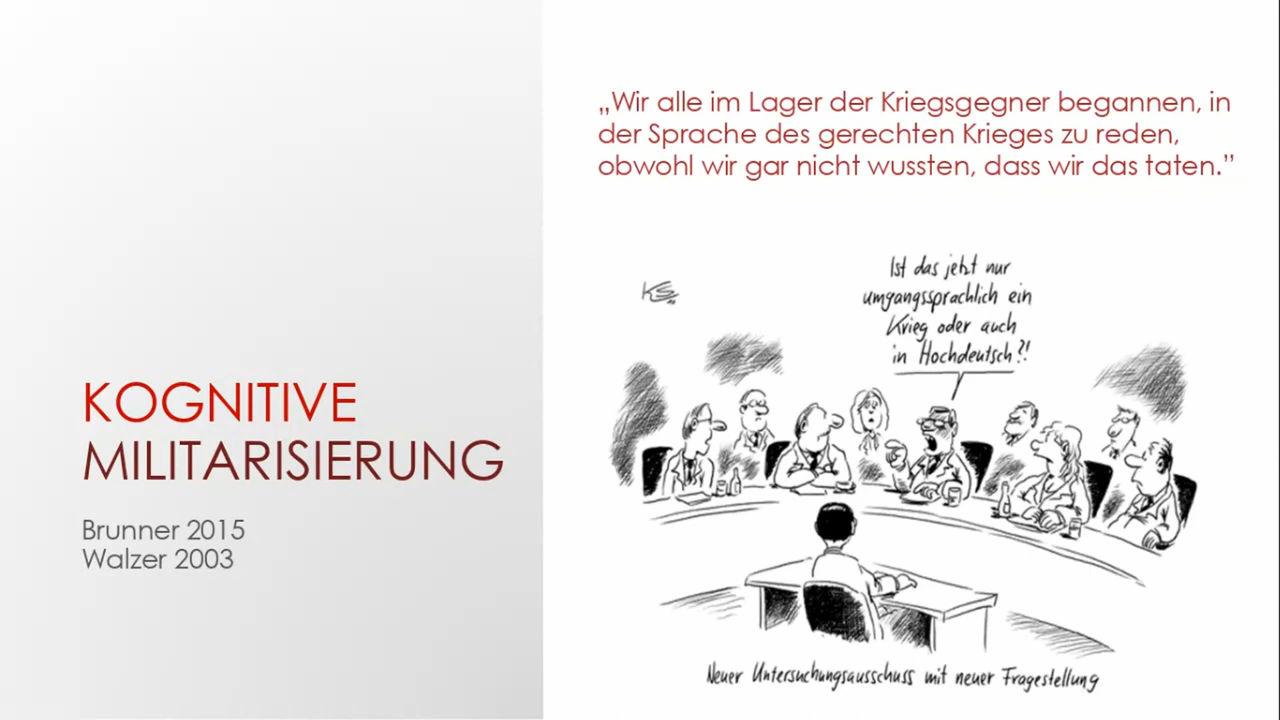 KOGNITIVE
MILITARISIERUNG
Brunner 2015
Walzer 2003
„Wir alle im Lager der Kriegsgegner begannen, in
der Sprache des gerechten Krieges zu reden,
obwohl wir gar nicht wussten, dass wir das taten.”
Ist das jetzt nur
umgangssprachlich ein
Krieg oder auch
in Hochdeutsch?!
Neuer Untersuchungsausschuss mit neuer Fragestellung